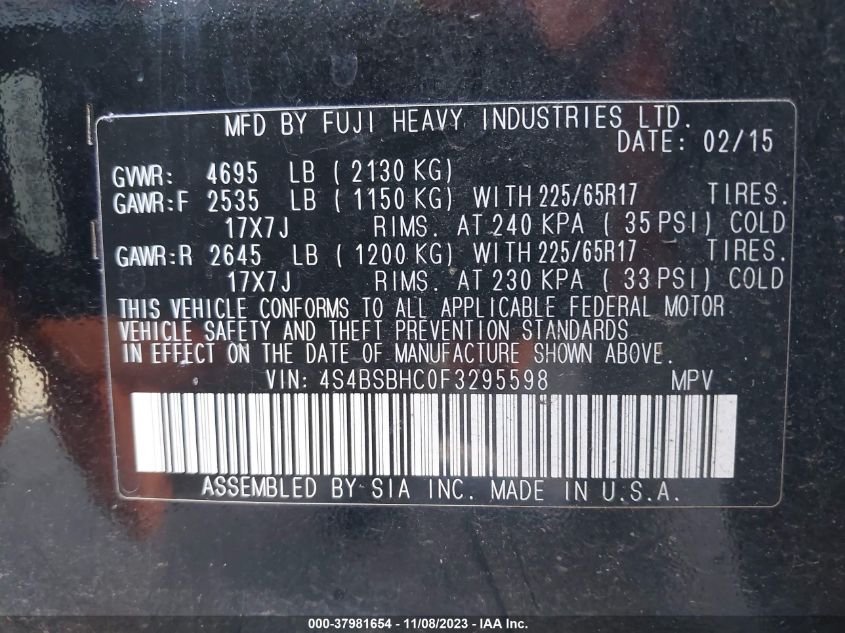 MFD BY FUJI HEAVY INDUSTRIES LTD.
DATE: 02/15
GVWR: 4695 LB ( 2130 KG)
GAWR:F 2535 LB ( 1150 KG) WITH 225/65R17 TIRES.
17X7J RIMS. AT 240 KPA ( 35 PSI) COLD
GAWR:R 2645 LB ( 1200 KG) WITH 225/65R17 TIRES.
17X7J RIMS. AT 230 KPA ( 33 PSI) COLD
THIS VEHICLE CONFORMS TO ALL APPLICABLE FEDERAL MOTOR
VEHICLE SAFETY AND THEFT PREVENTION STANDARDS
IN EFFECT ON THE DATE OF MANUFACTURE SHOWN ABOVE.
VIN: 4S4BSBHC0F3295598 MPV
ASSEMBLED BY SIA INC. MADE IN U.S.A.
000-37981654 - 11/08/2023 - IAA Inc.